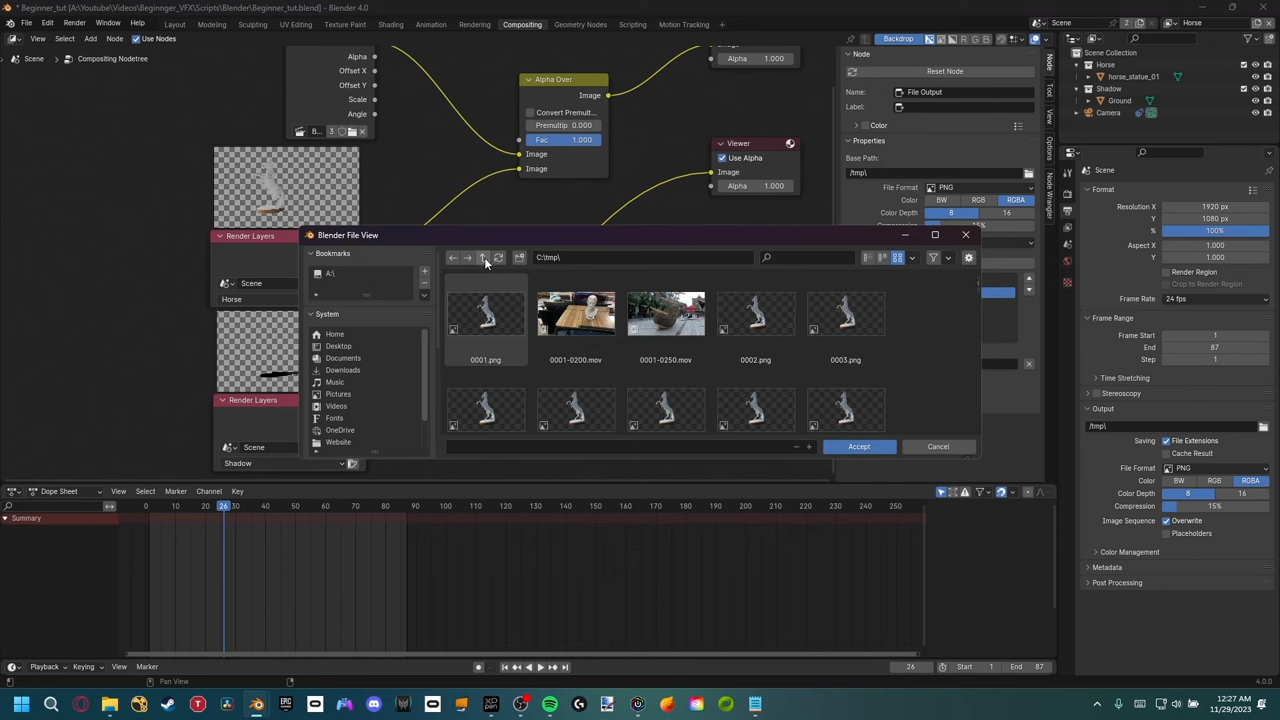 * Beginner_tut [A:\Youtube\Videos\Beginger_VFX\Scripts\Blender\Beginner_tut.blend] - Blender 4.0
File Edit Render Window Help Layout Modeling Sculpting UV Editing Texture Paint Shading Animation Rendering Compositing Geometry Nodes Scripting Motion Tracking Scene 2 Horse
View Select Add Node Use Nodes Backdrop R G B
Scene > Compositing Nodetree
Alpha
Offset X
Offset Y
Scale
Angle
B... 3
Alpha Over
Image
Convert Premult...
Premultip 0.000
Fac 1.000
Image
Image
Image
Alpha 1.000
Viewer
Use Alpha
Image
Alpha 1.000
Node
Reset Node
Name: File Output
Label:
Color
Properties
Base Path:
/tmp\
File Format PNG
Color BW RGB RGBA
Color Depth 8 16
Node
Tool
View
Options
Node Wrangler
Scene Collection
Horse
horse_statue_01
Shadow
Ground
Camera
Scene
Format
Resolution X 1920 px
Y 1080 px
% 100%
Aspect X 1.000
Y 1.000
Render Region
Crop to Render Region
Frame Rate 24 fps
Frame Range
Frame Start 1
End 87
Step 1
Time Stretching
Stereoscopy
Output
/tmp\
Saving File Extensions
Cache Result
File Format PNG
Color BW RGB RGBA
Color Depth 8 16
Compression 15%
Image Sequence Overwrite
Placeholders
Color Management
Metadata
Post Processing
Render Layers
Scene
Horse
Render Layers
Scene
Shadow
Blender File View
Bookmarks
A:\
System
Home
Desktop
Documents
Downloads
Music
Pictures
Videos
Fonts
OneDrive
Website
C:\tmp\
0001.png 0001-0200.mov 0001-0250.mov 0002.png 0003.png
Accept Cancel
Dope Sheet View Select Marker Channel Key
0 10 20 26 30 40 50 60 70 80 90 100 110 120 130 140 150 160 170 180 190 200 210 220 230 240 250
Summary
Playback Keying View Marker 26 Start 1 End 87
Pan View 4.0.0
12:27 AM
11/29/2023